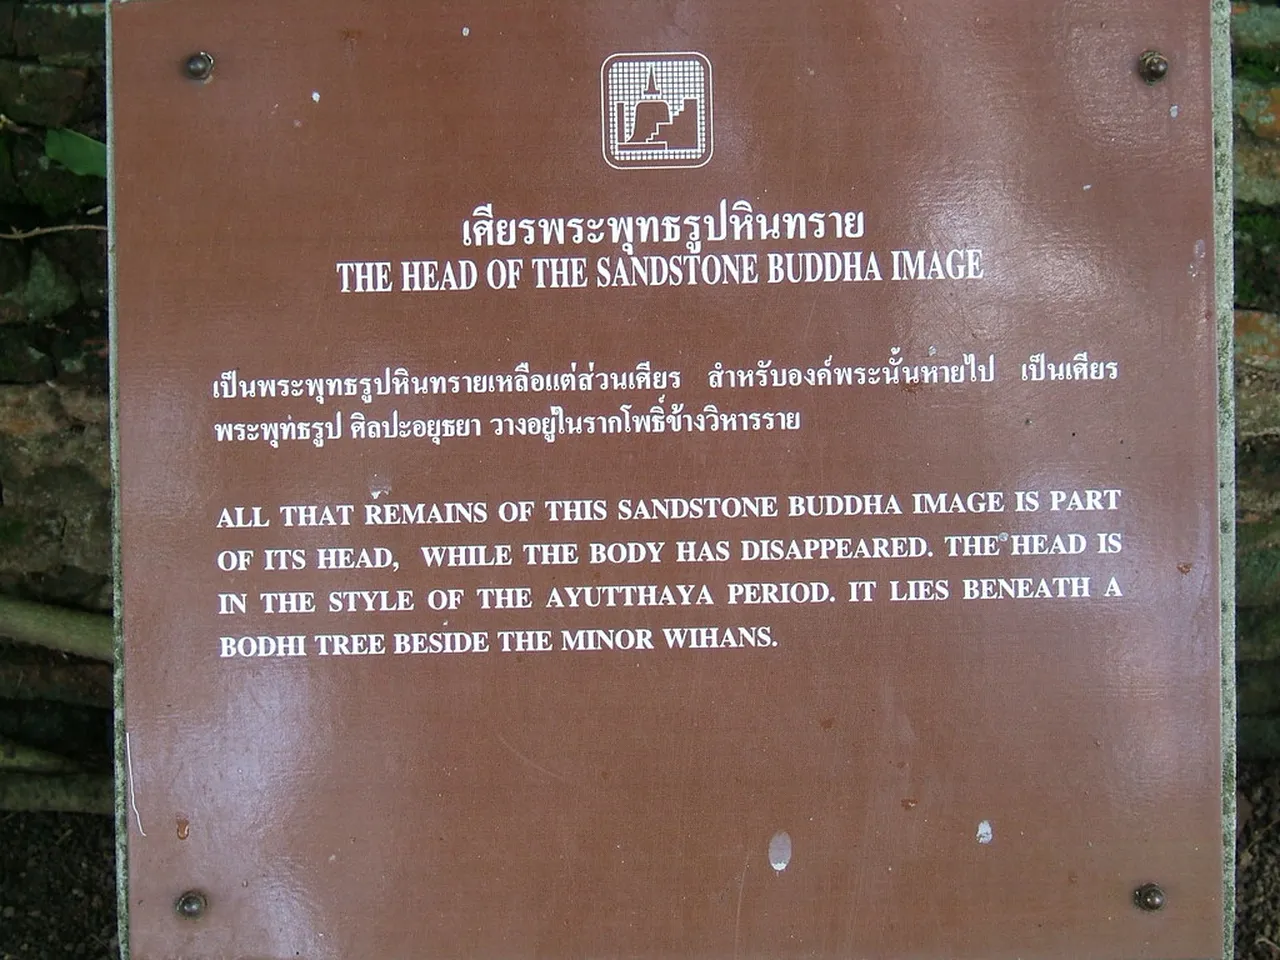 เศียรพระพุทธรูปหินทราย
THE HEAD OF THE SANDSTONE BUDDHA IMAGE
เป็นพระพุทธรูปหินทรายเหลือแต่ส่วนเศียร สำหรับองค์พระนั้นหายไป เป็นเศียร
พระพุทธรูป ศิลปะอยุธยา วางอยู่ในรากโพธิ์ข้างวิหารราย
ALL THAT REMAINS OF THIS SANDSTONE BUDDHA IMAGE IS PART
OF ITS HEAD, WHILE THE BODY HAS DISAPPEARED. THE HEAD IS
IN THE STYLE OF THE AYUTTHAYA PERIOD. IT LIES BENEATH A
BODHI TREE BESIDE THE MINOR WIHANS.